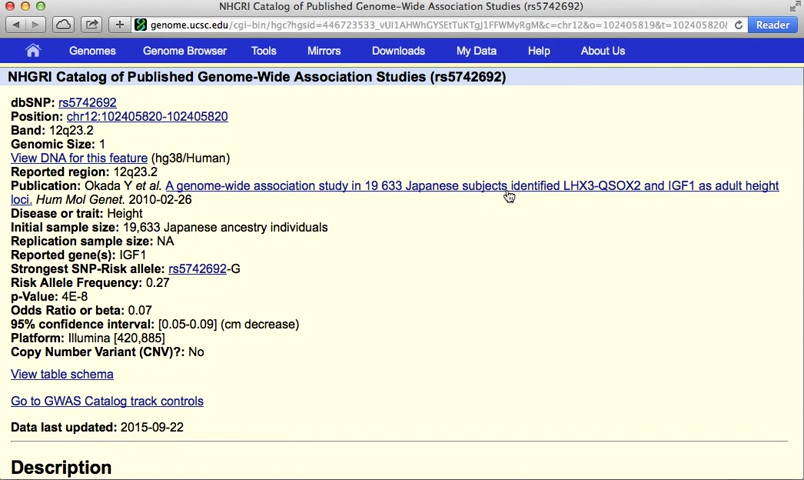 NHGRI Catalog of Published Genome-Wide Association Studies (rs5742692)
Reader
Genomes Genome Browser Tools Mirrors Downloads My Data Help About Us
NHGRI Catalog of Published Genome-Wide Association Studies (rs5742692)
dbSNP: rs5742692
Position: chr12:102405820-102405820
Band: 12q23.2
Genomic Size: 1
View DNA for this feature (hg38/Human)
Reported region: 12q23.2
Publication: Okada Y et al. A genome-wide association study in 19 633 Japanese subjects identified LHX3-QSOX2 and IGF1 as adult height
loci. Hum Mol Genet. 2010-02-26
Disease or trait: Height
Initial sample size: 19,633 Japanese ancestry individuals
Replication sample size: NA
Reported gene(s): IGF1
Strongest SNP-Risk allele: rs5742692-G
Risk Allele Frequency: 0.27
p-Value: 4E-8
Odds Ratio or beta: 0.07
95% confidence interval: [0.05-0.09] (cm decrease)
Platform: Illumina [420,885]
Copy Number Variant (CNV)?: No
View table schema
Go to GWAS Catalog track controls
Data last updated: 2015-09-22
Description